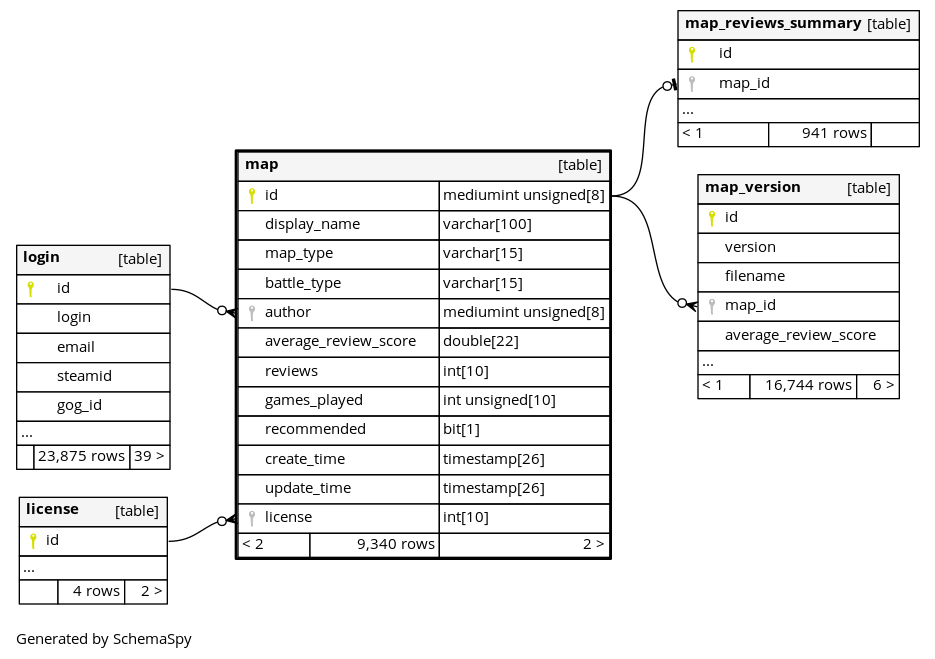 map_reviews_summary [table]
id
map_id
...
< 1 941 rows
map [table]
id mediumint unsigned[8]
display_name varchar[100]
map_type varchar[15]
battle_type varchar[15]
author mediumint unsigned[8]
average_review_score double[22]
reviews int[10]
games_played int unsigned[10]
recommended bit[1]
create_time timestamp[26]
update_time timestamp[26]
license int[10]
< 2 9,340 rows 2 >
map_version [table]
id
version
filename
map_id
average_review_score
...
< 1 16,744 rows 6 >
login [table]
id
login
email
steamid
gog_id
...
23,875 rows 39 >
license [table]
id
...
4 rows 2 >
Generated by SchemaSpy